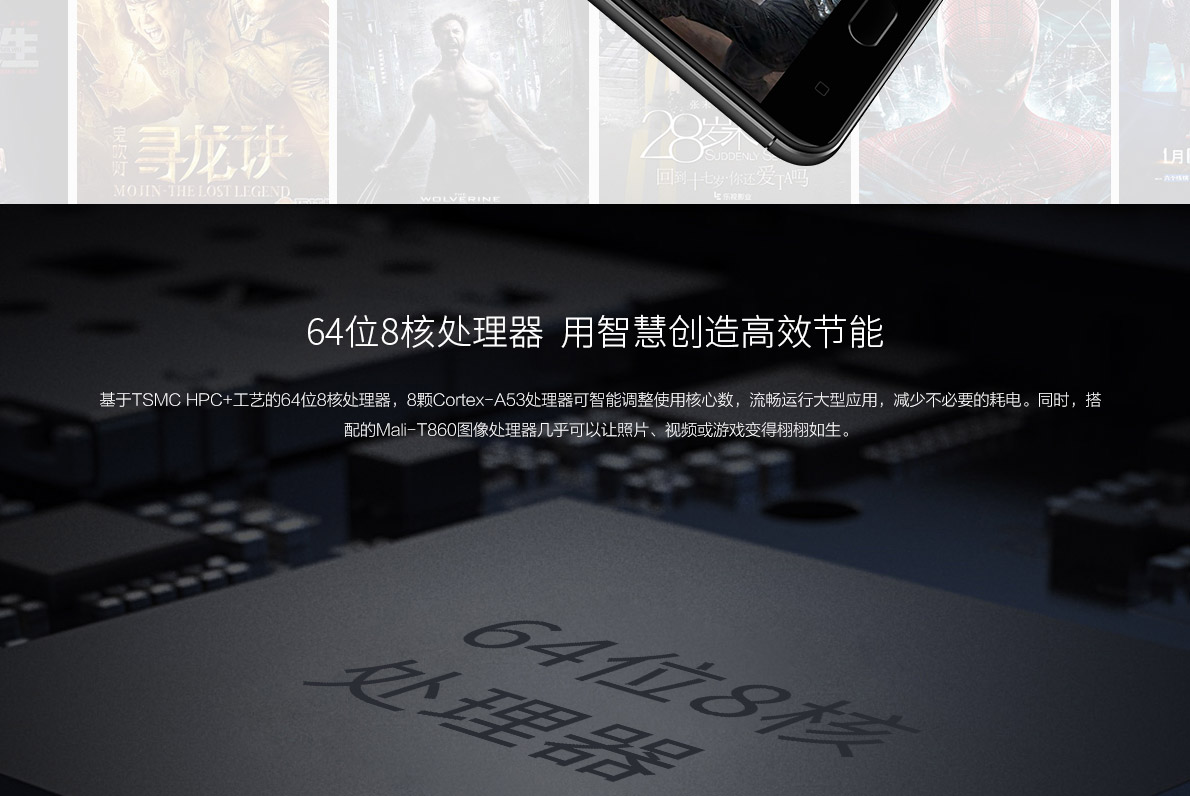 生
鬼吹灯
寻龙诀
MOJIN-THE LOST LEGEND
WOLVERINE
28岁未
SUDDENLY S
回到十七岁·你还爱TA吗
乐视影业
1月
64位8核处理器 用智慧创造高效节能
基于TSMC HPC+工艺的64位8核处理器，8颗Cortex-A53处理器可智能调整使用核心数，流畅运行大型应用，减少不必要的耗电。同时，搭
配的Mali-T860图像处理器几乎可以让照片、视频或游戏变得栩栩如生。
64位8核
处理器